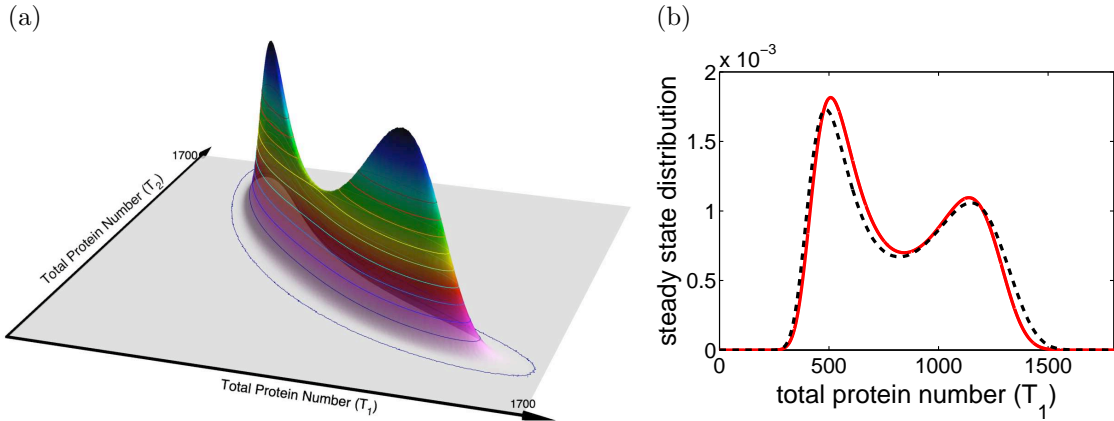 (a)
1700
Total Protein Number (T₂)
Total Protein Number (T₁)
1700
(b)
2 x 10⁻³
1.5
1
0.5
0
steady state distribution
0 500 1000 1500
total protein number (T₁)